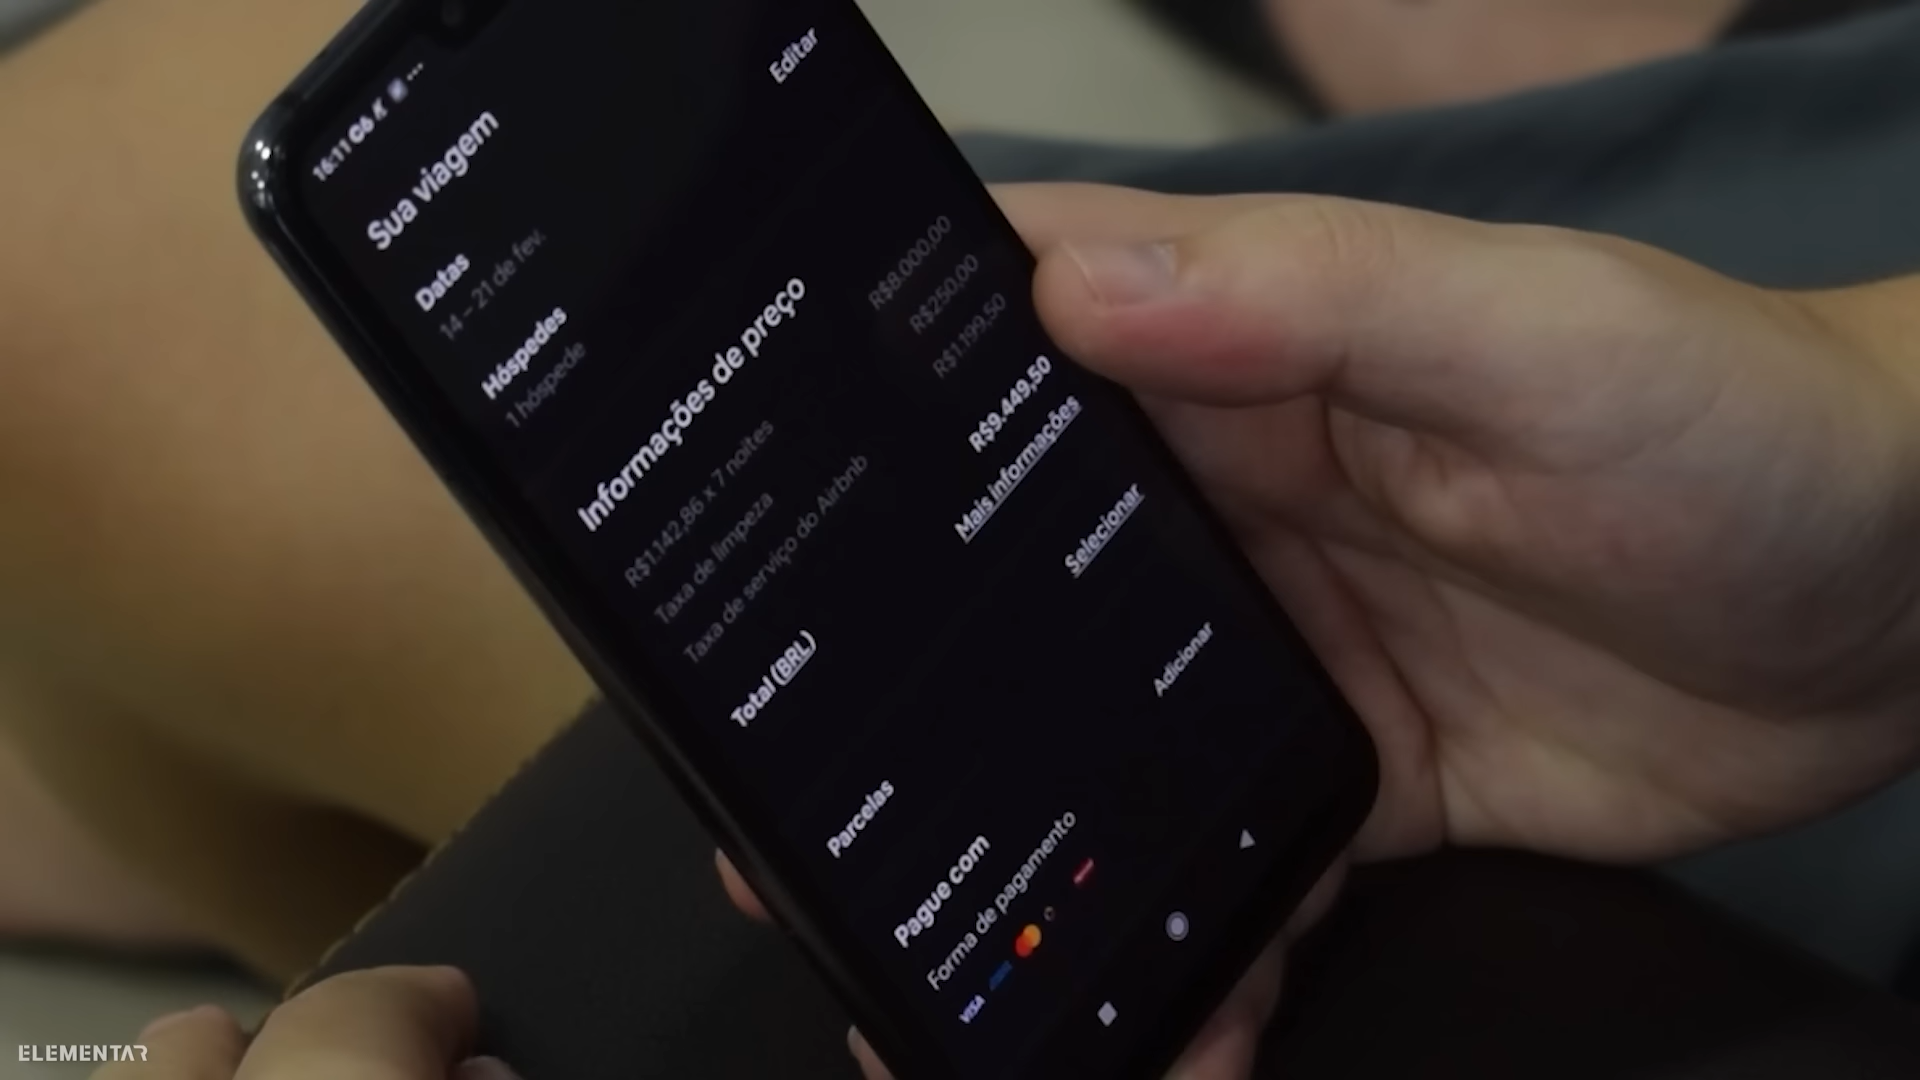 16:11
Editar
Sua viagem
Datas
14 – 21 de fev.
Hóspedes
1 hóspede
Informações de preço
R$1.142,86 x 7 noites R$8.000,00
Taxa de limpeza R$250,00
Taxa de serviço do Airbnb R$1.199,50
Total (BRL) R$9.449,50
Mais informações
Parcelas Selecionar
Pague com Adicionar
Forma de pagamento
VISA
ELEMENTAR